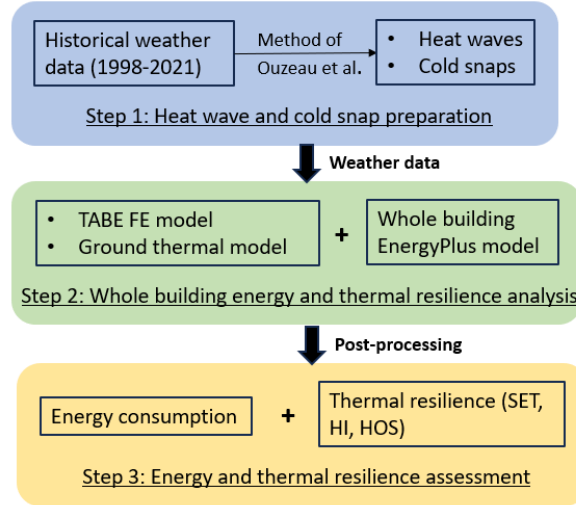 Historical weather
data (1998-2021)
Method of
Ouzeau et al.
• Heat waves
• Cold snaps
Step 1: Heat wave and cold snap preparation
Weather data
• TABE FE model
• Ground thermal model
+
Whole building
EnergyPlus model
Step 2: Whole building energy and thermal resilience analysis
Post-processing
Energy consumption
+
Thermal resilience (SET,
HI, HOS)
Step 3: Energy and thermal resilience assessment